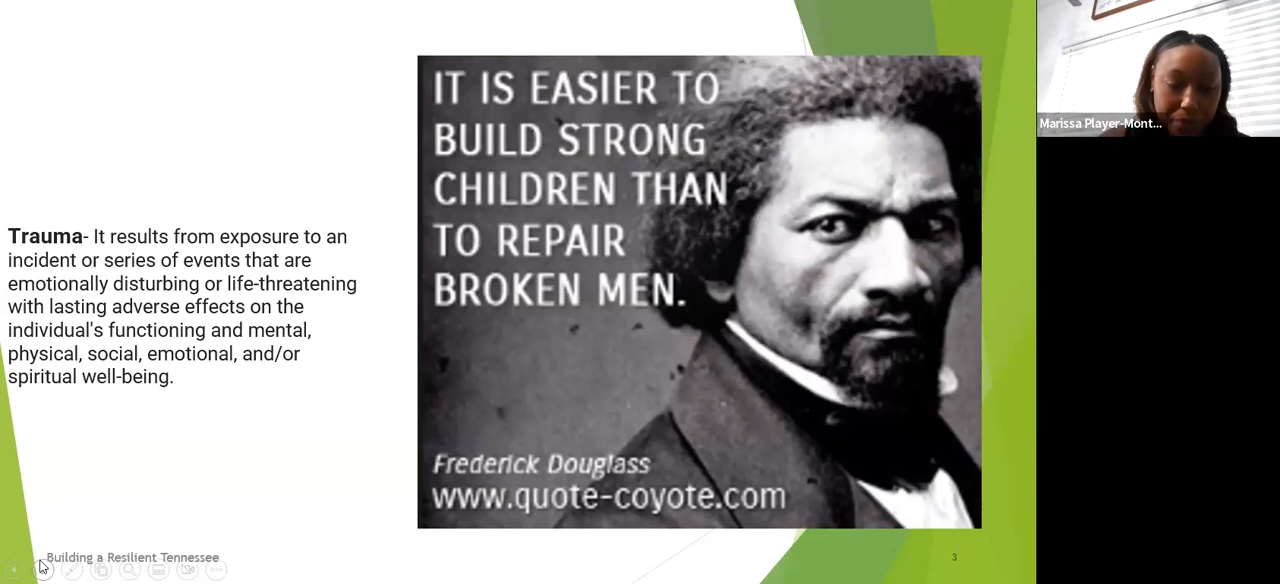 Trauma- It results from exposure to an
incident or series of events that are
emotionally disturbing or life-threatening
with lasting adverse effects on the
individual's functioning and mental,
physical, social, emotional, and/or
spiritual well-being.
IT IS EASIER TO
BUILD STRONG
CHILDREN THAN
TO REPAIR
BROKEN MEN.
Frederick Douglass
www.quote-coyote.com
Building a Resilient Tennessee
3
Marissa Player-Mont...